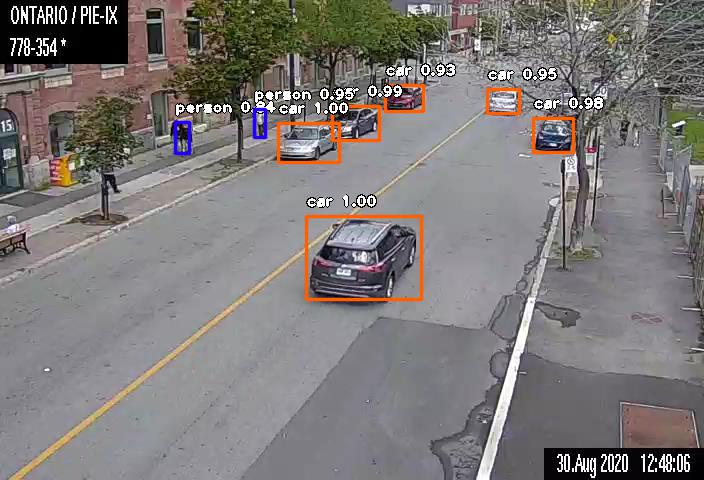 ONTARIO / PIE-IX
778-354 *
car 0.93
car 0.95
person 0.95
0.99
car 0.98
person 0.94
car 1.00
15
car 1.00
30.Aug 2020 12:48:06